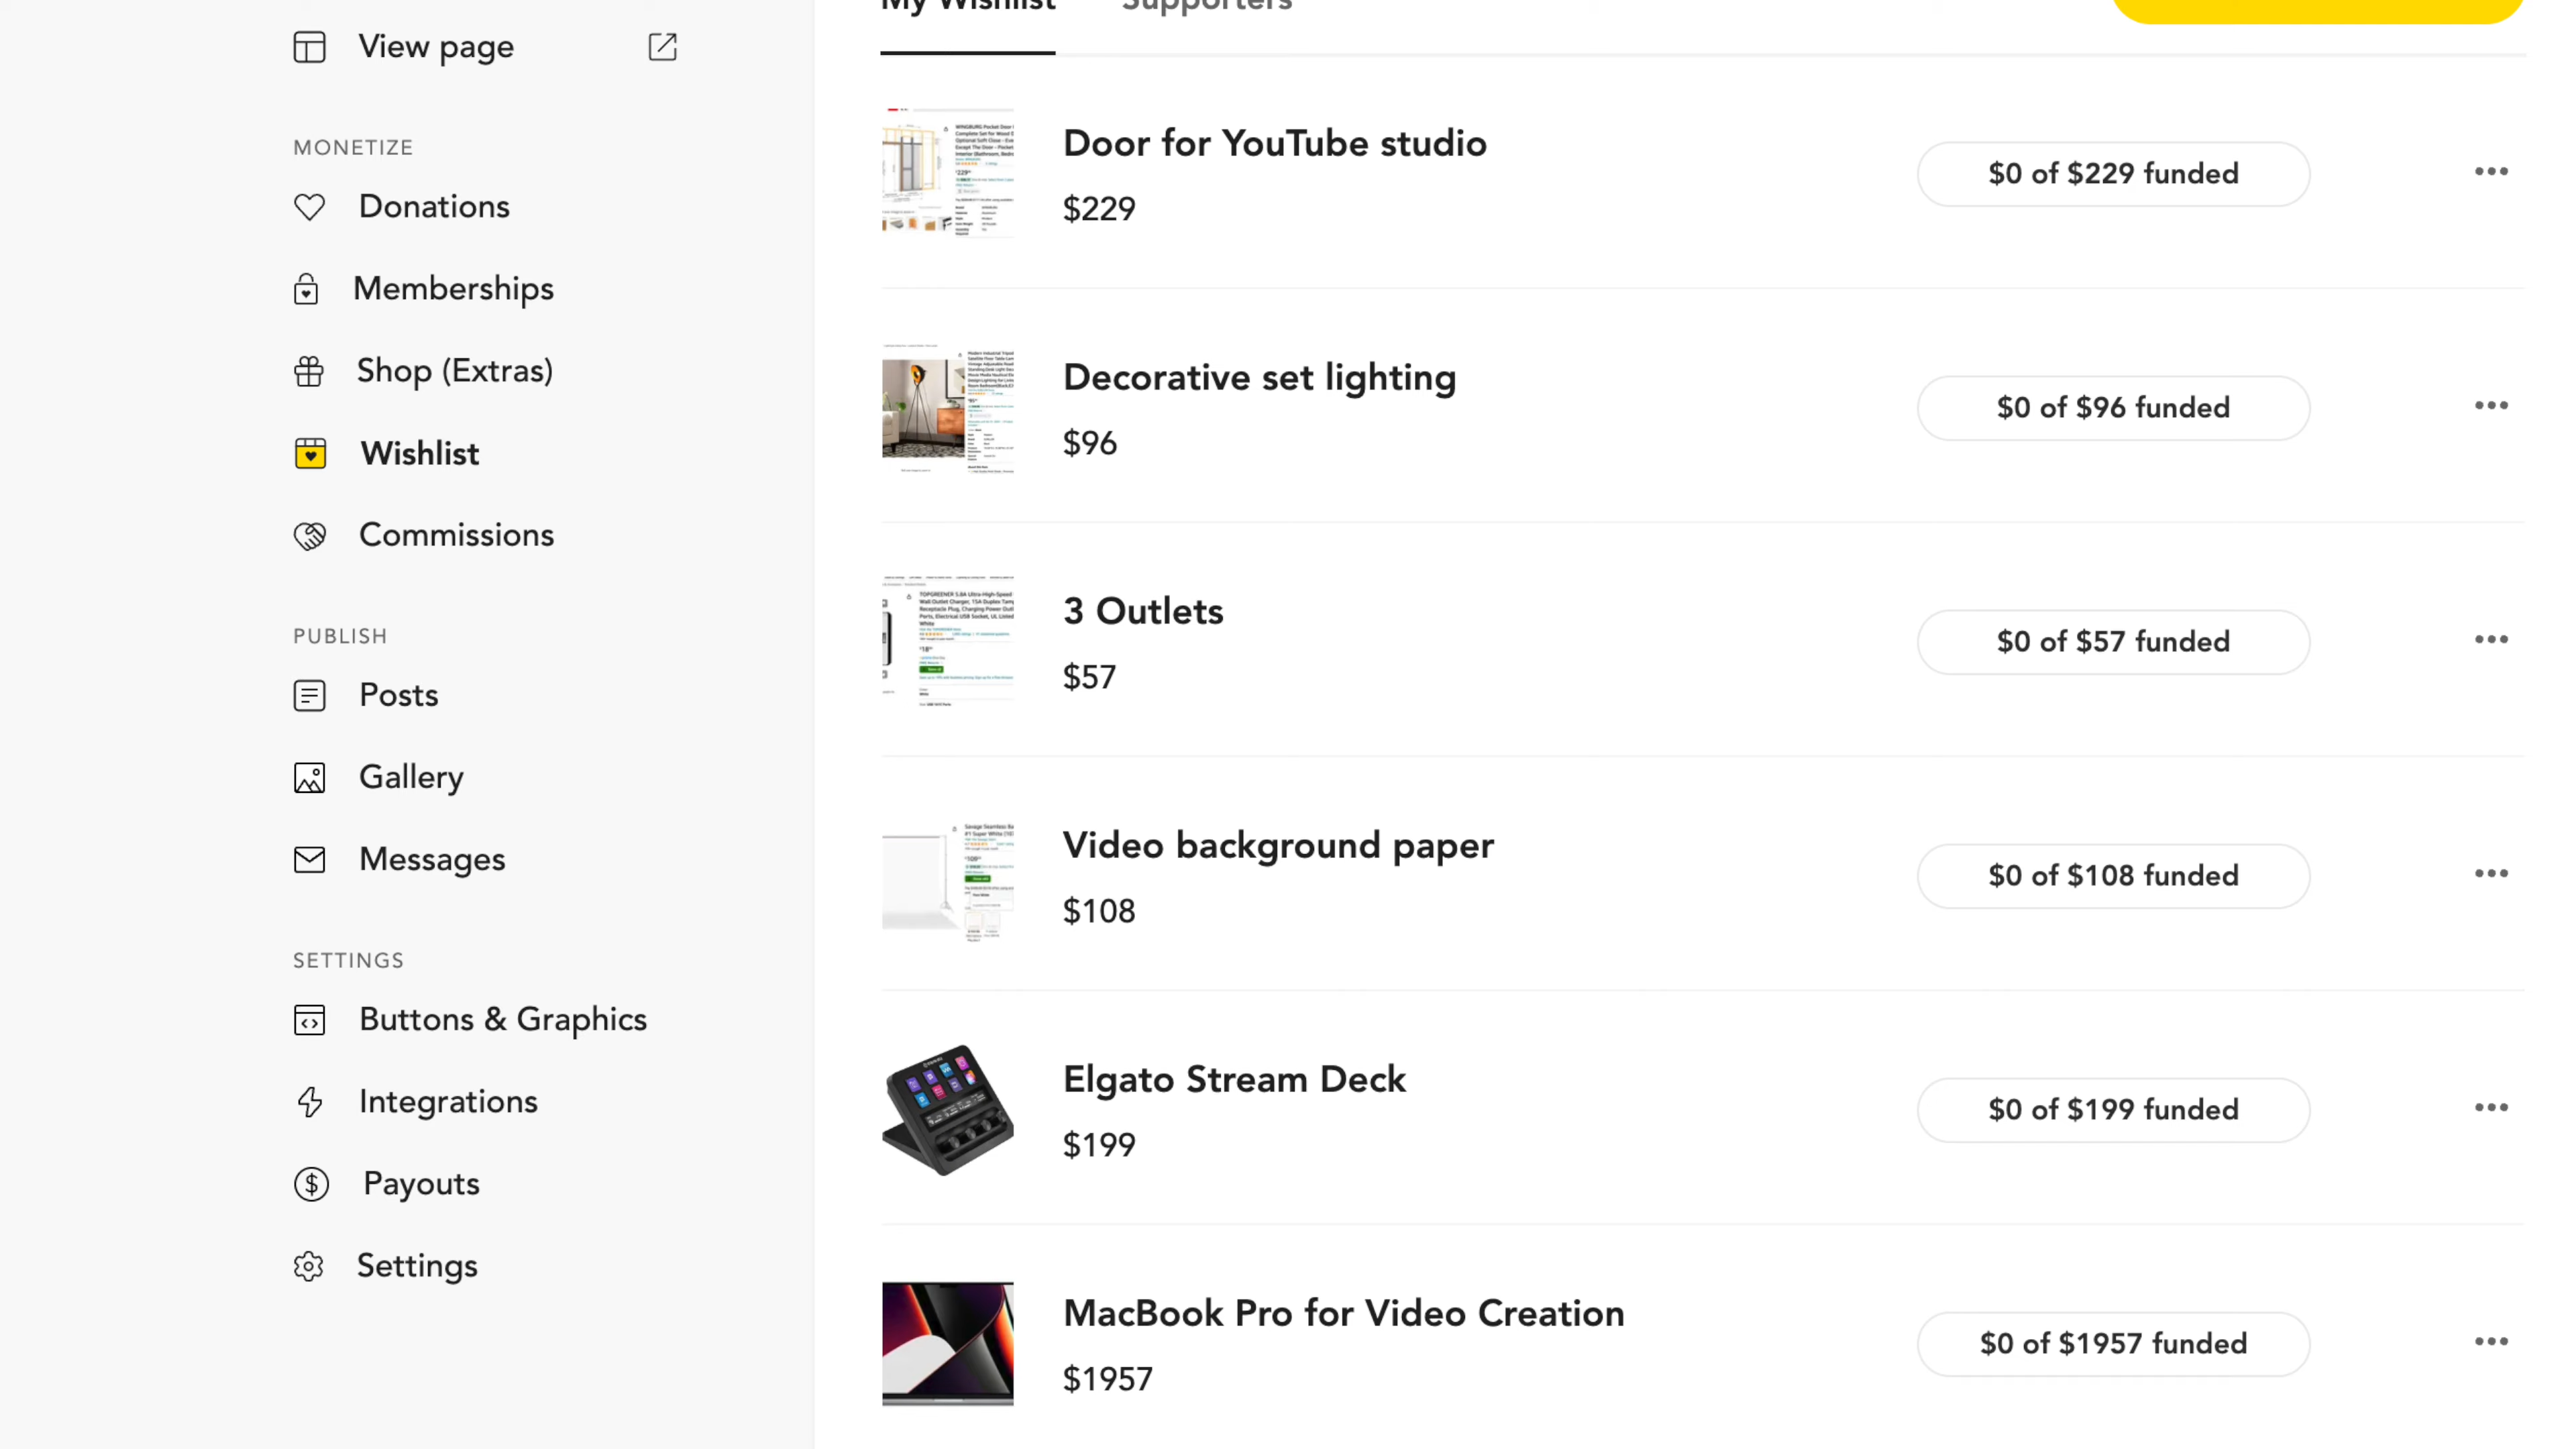 My Wishlist
Supporters
View page
MONETIZE
Donations
Memberships
Shop (Extras)
Wishlist
Commissions
PUBLISH
Posts
Gallery
Messages
SETTINGS
Buttons & Graphics
Integrations
Payouts
Settings
Door for YouTube studio
$229
$0 of $229 funded
Decorative set lighting
$96
$0 of $96 funded
3 Outlets
$57
$0 of $57 funded
Video background paper
$108
$0 of $108 funded
Elgato Stream Deck
$199
$0 of $199 funded
MacBook Pro for Video Creation
$1957
$0 of $1957 funded